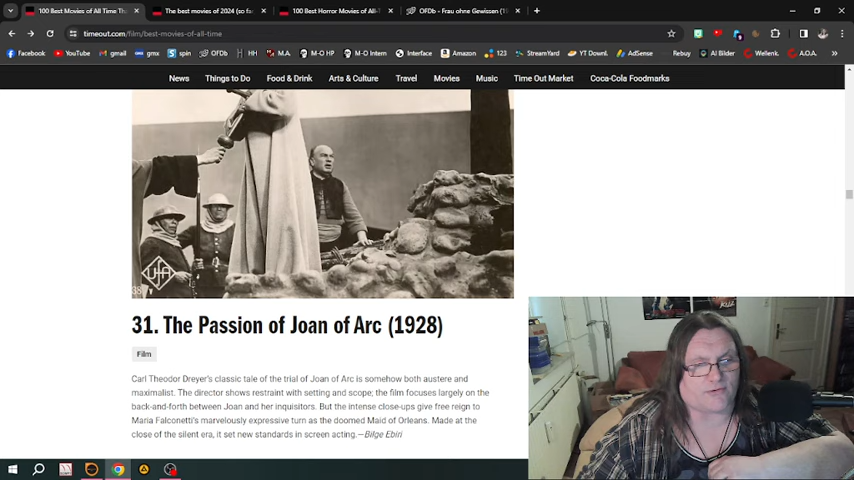 100 Best Movies of All Time Th
The best movies of 2024 (so fa
100 Best Horror Movies of All-T
OFDb - Frau ohne Gewissen (19
timeout.com/film/best-movies-of-all-time
Facebook YouTube gmail gmx spin OFDb HH M.A. M-O HP M-O Intern Interface Amazon 123 StreamYard YT Downl. AdSense Rebuy AI Bilder Wellenk. A.O.A.
News Things to Do Food & Drink Arts & Culture Travel Movies Music Time Out Market Coca-Cola Foodmarks
UFA
31. The Passion of Joan of Arc (1928)
Film
Carl Theodor Dreyer's classic tale of the trial of Joan of Arc is somehow both austere and
maximalist. The director shows restraint with setting and scope; the film focuses largely on the
back-and-forth between Joan and her inquisitors. But the intense close-ups give free reign to
Maria Falconetti's marvelously expressive turn as the doomed Maid of Orleans. Made at the
close of the silent era, it set new standards in screen acting.—Bilge Ebiri